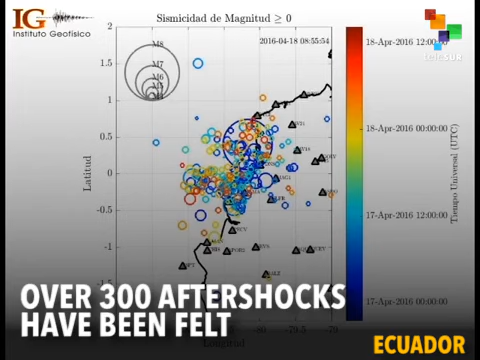 IG
Instituto Geofísico
Sismicidad de Magnitud ≥ 0
2016-04-18 08:55:54
teleSUR
M8
M7
M6
M5
2
1.5
1
0.5
0
-0.5
-1
Latitud
18-Apr-2016 12:00:00
18-Apr-2016 00:00:00
17-Apr-2016 12:00:00
17-Apr-2016 00:00:00
Tiempo Universal (UTC)
-80
-79.5
-79
Longitud
OVER 300 AFTERSHOCKS
HAVE BEEN FELT
ECUADOR